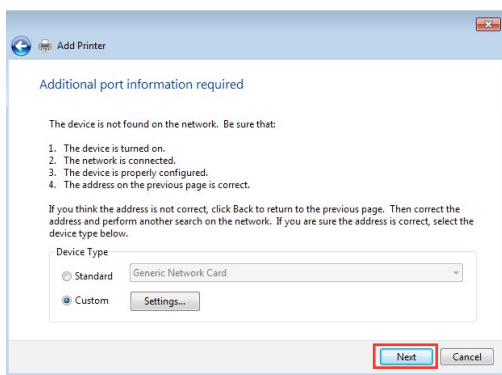 Add Printer
Additional port information required
The device is not found on the network. Be sure that:
1. The device is turned on.
2. The network is connected.
3. The device is properly configured.
4. The address on the previous page is correct.
If you think the address is not correct, click Back to return to the previous page. Then correct the
address and perform another search on the network. If you are sure the address is correct, select the
device type below.
Device Type
Standard
Generic Network Card
Custom
Settings...
Next
Cancel